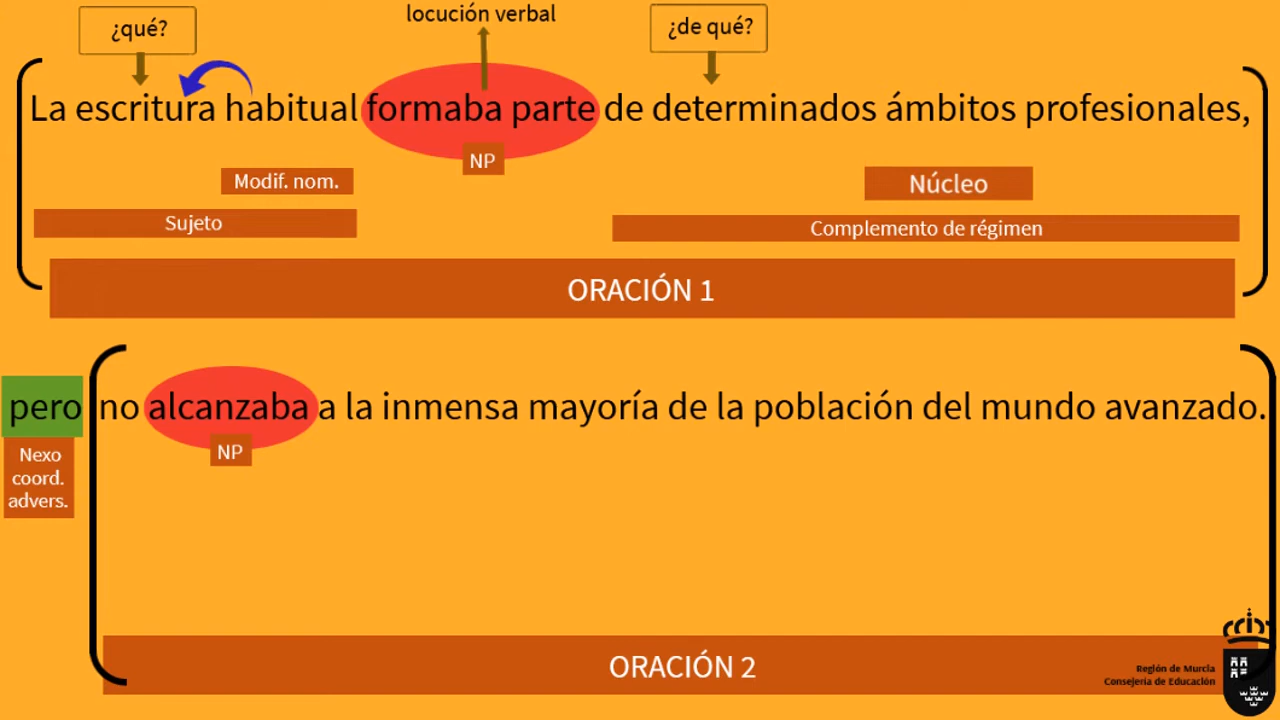 ¿qué?
locución verbal
¿de qué?
La escritura habitual formaba parte de determinados ámbitos profesionales,
NP
Modif. nom.
Núcleo
Sujeto
Complemento de régimen
ORACIÓN 1
pero no alcanzaba a la inmensa mayoría de la población del mundo avanzado.
NP
Nexo
coord.
advers.
ORACIÓN 2
Región de Murcia
Consejería de Educación